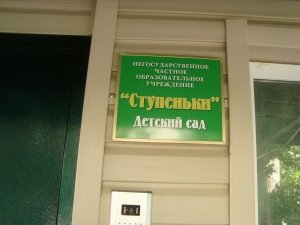 НЕГОСУДАРСТВЕННОЕ
ЧАСТНОЕ
ОБРАЗОВАТЕЛЬНОЕ
УЧРЕЖДЕНИЕ
“Ступеньки”
Детский сад